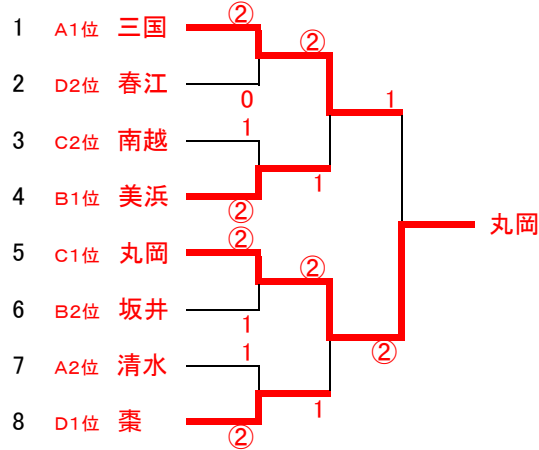 1 A1位 三国 ② ②
2 D2位 春江 0 1
3 C2位 南越 1
4 B1位 美浜 ② 1
5 C1位 丸岡 ② ② 丸岡
6 B2位 坂井 1 ②
7 A2位 清水 1
8 D1位 棗 ② 1